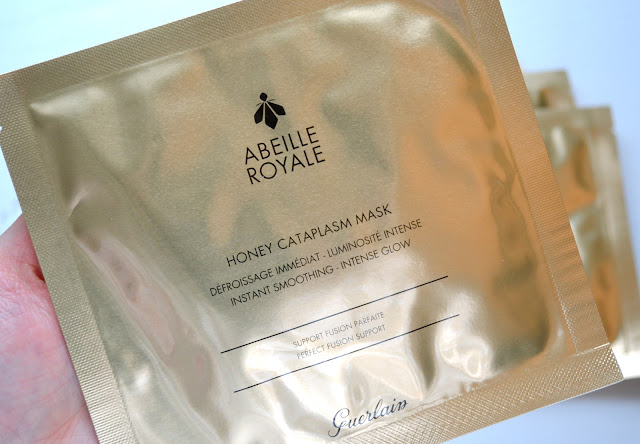 ABEILLE
ROYALE
HONEY CATAPLASM MASK
DÉFROISSAGE IMMÉDIAT - LUMINOSITÉ INTENSE
INSTANT SMOOTHING - INTENSE GLOW
SUPPORT FUSION PARFAITE
PERFECT FUSION SUPPORT
Guerlain